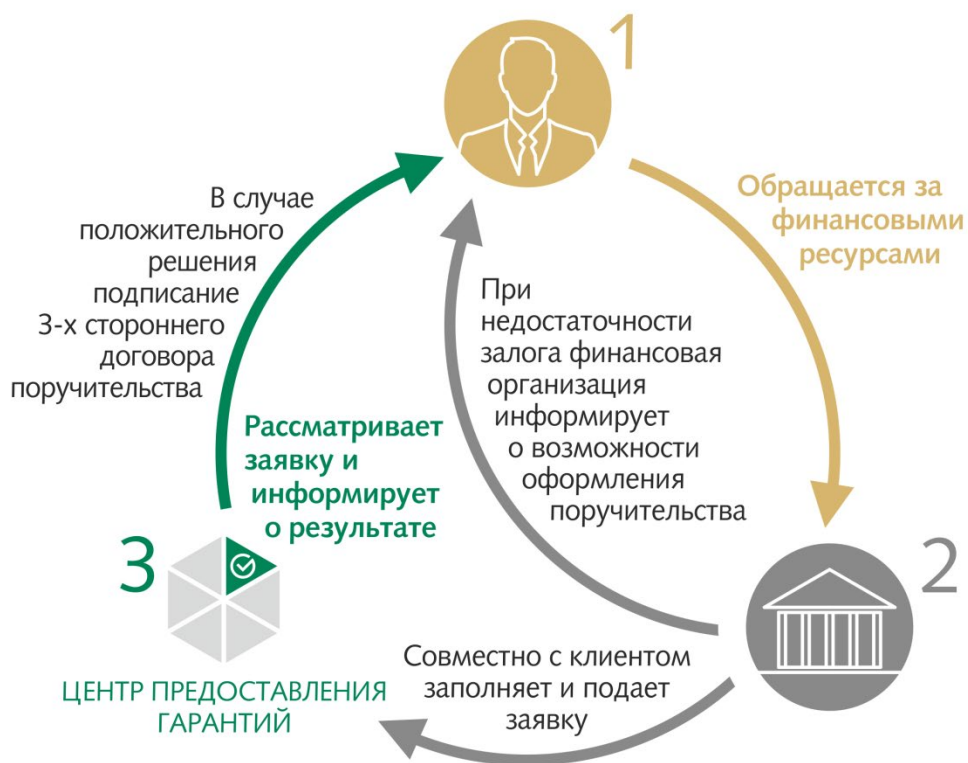 1
Обращается за
финансовыми
ресурсами
2
При
недостаточности
залога финансовая
организация
информирует
о возможности
оформления
поручительства
Совместно с клиентом
заполняет и подает
заявку
3
ЦЕНТР ПРЕДОСТАВЛЕНИЯ
ГАРАНТИЙ
Рассматривает
заявку и
информирует
о результате
В случае
положительного
решения
подписание
3-х стороннего
договора
поручительства